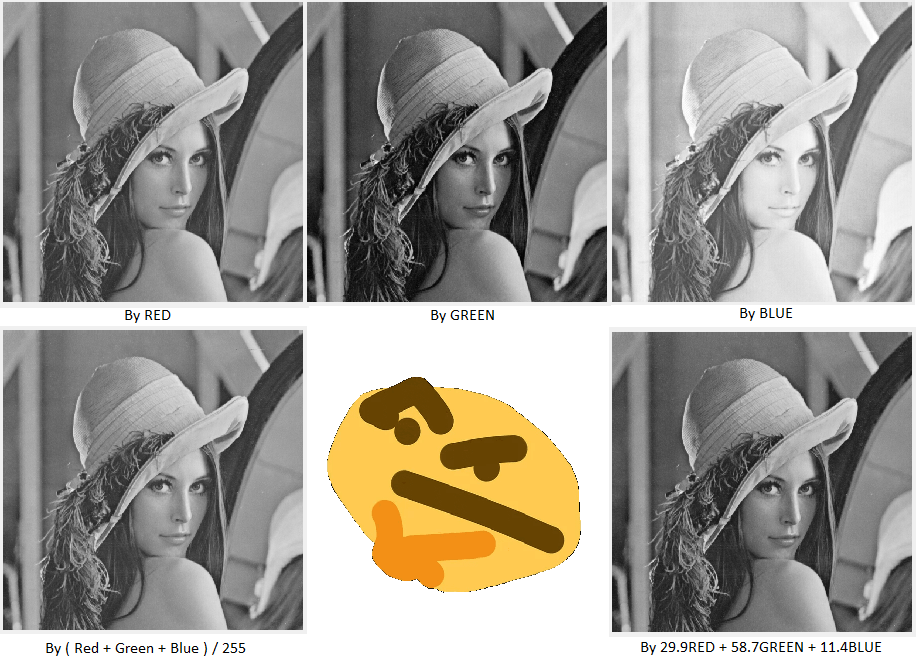 By RED
By GREEN
By BLUE
By ( Red + Green + Blue ) / 255
By 29.9RED + 58.7GREEN + 11.4BLUE